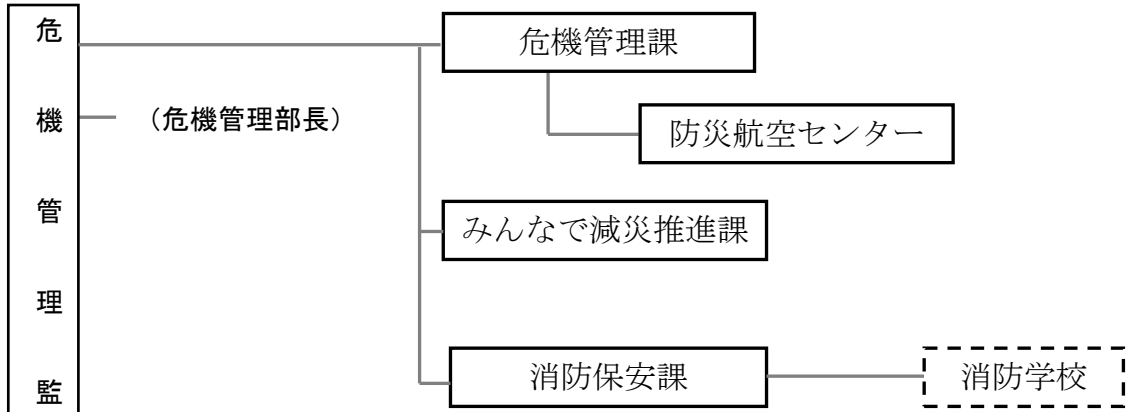 危機管理監
（危機管理部長）
危機管理課
防災航空センター
みんなで減災推進課
消防保安課
消防学校